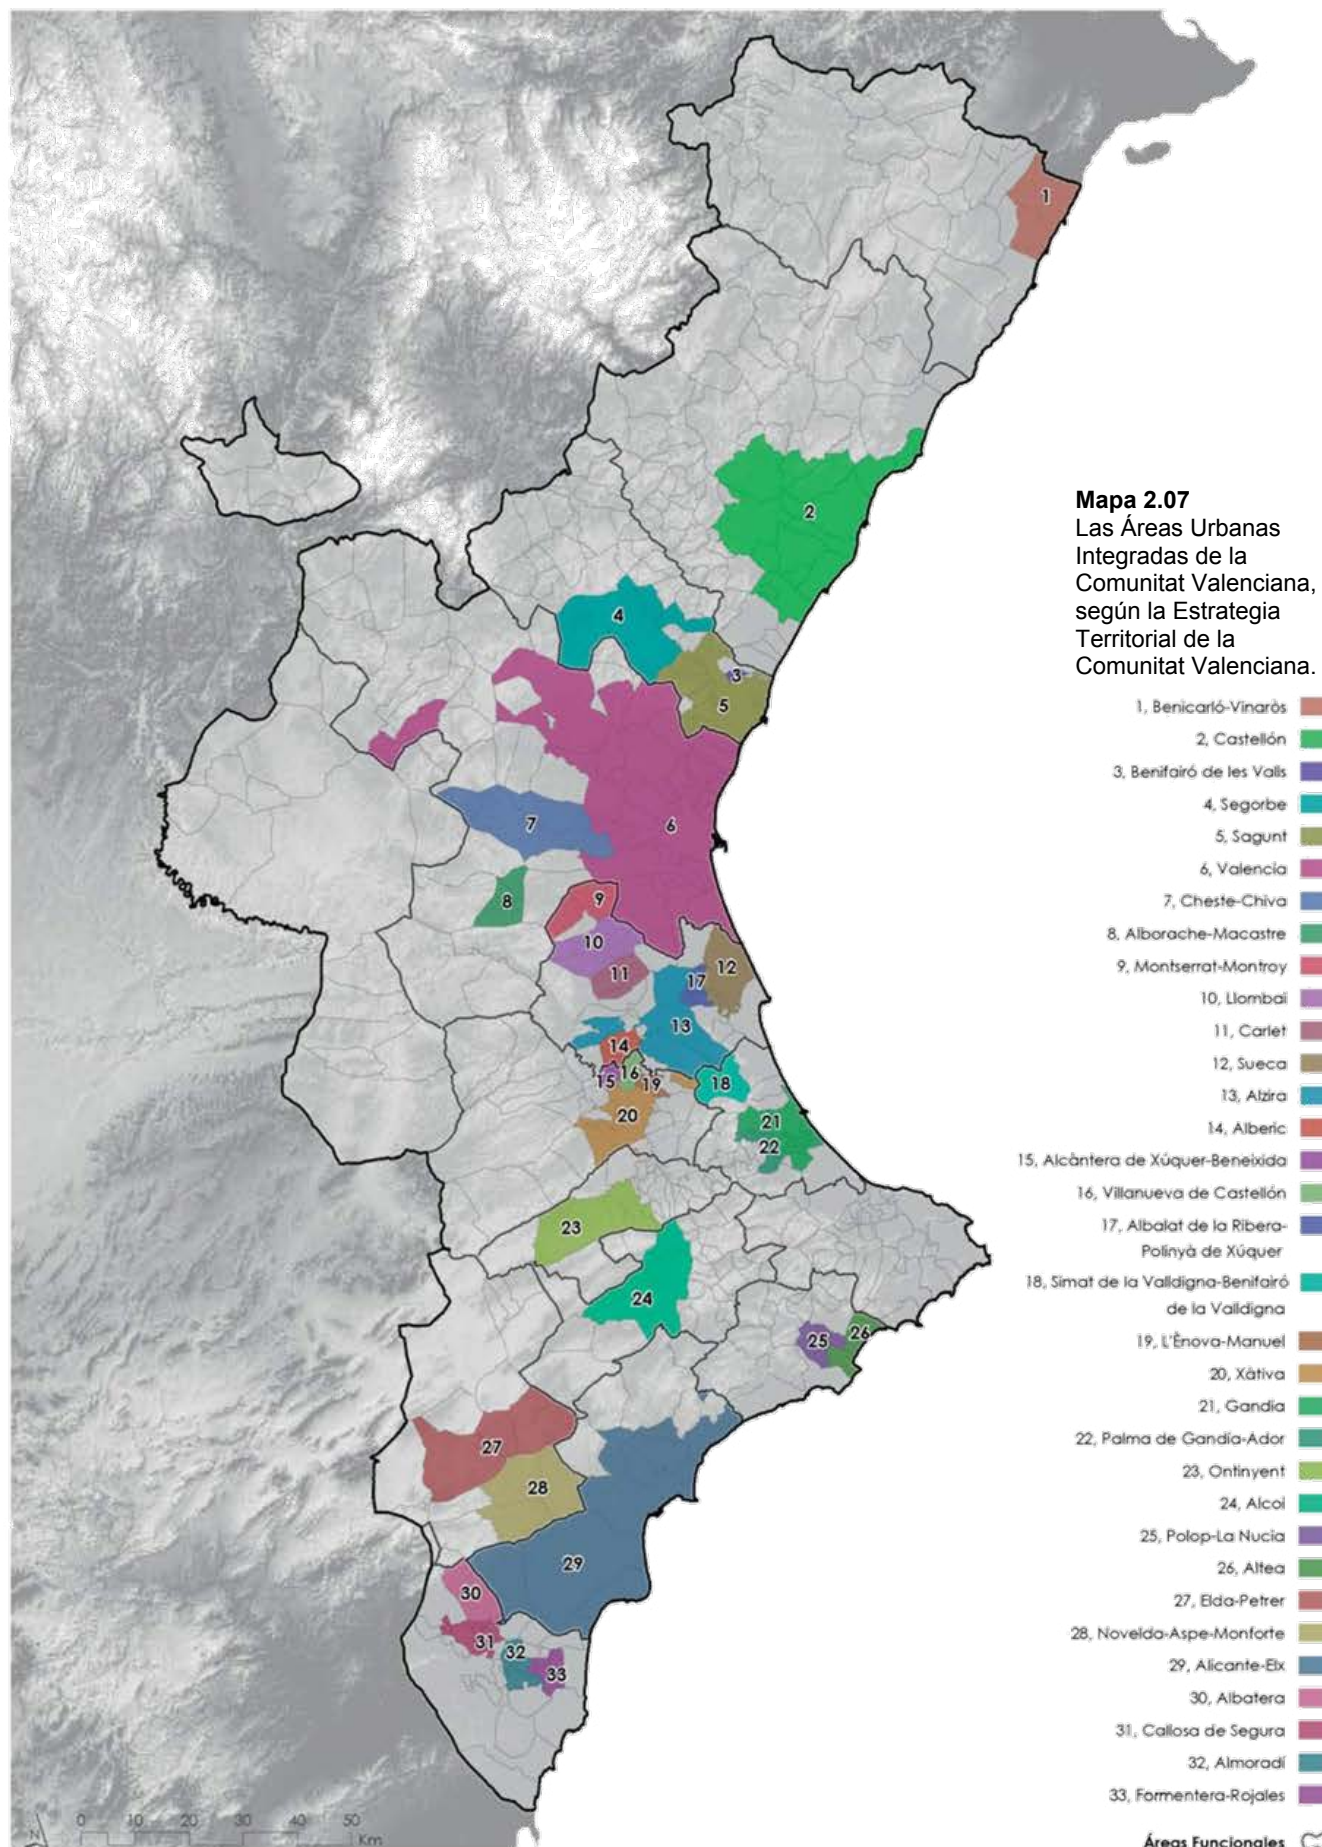 1
2
4
3
5
6
7
8
9
10
11
12
17
13
14
15
16
19
18
20
21
22
23
24
25
26
27
28
29
30
31
32
33
Mapa 2.07
Las Áreas Urbanas
Integradas de la
Comunitat Valenciana,
según la Estrategia
Territorial de la
Comunitat Valenciana.
1, Benicarló-Vinaròs
2, Castellón
3, Benifairó de les Valls
4, Segorbe
5, Sagunt
6, Valencia
7, Cheste-Chiva
8, Alborache-Macastre
9, Montserrat-Montroy
10, Llombai
11, Carlet
12, Sueca
13, Alzira
14, Alberic
15, Alcàntera de Xúquer-Beneixida
16, Villanueva de Castellón
17, Albalat de la Ribera-
Polinyà de Xúquer
18, Simat de la Valldigna-Benifairó
de la Valldigna
19, L'Ènova-Manuel
20, Xàtiva
21, Gandia
22, Palma de Gandía-Ador
23, Ontinyent
24, Alcoi
25, Polop-La Nucia
26, Altea
27, Elda-Petrer
28, Novelda-Aspe-Monforte
29, Alicante-Elx
30, Albatera
31, Callosa de Segura
32, Almoradí
33, Formentera-Rojales
Áreas Funcionales
N
0 10 20 30 40 50
Km